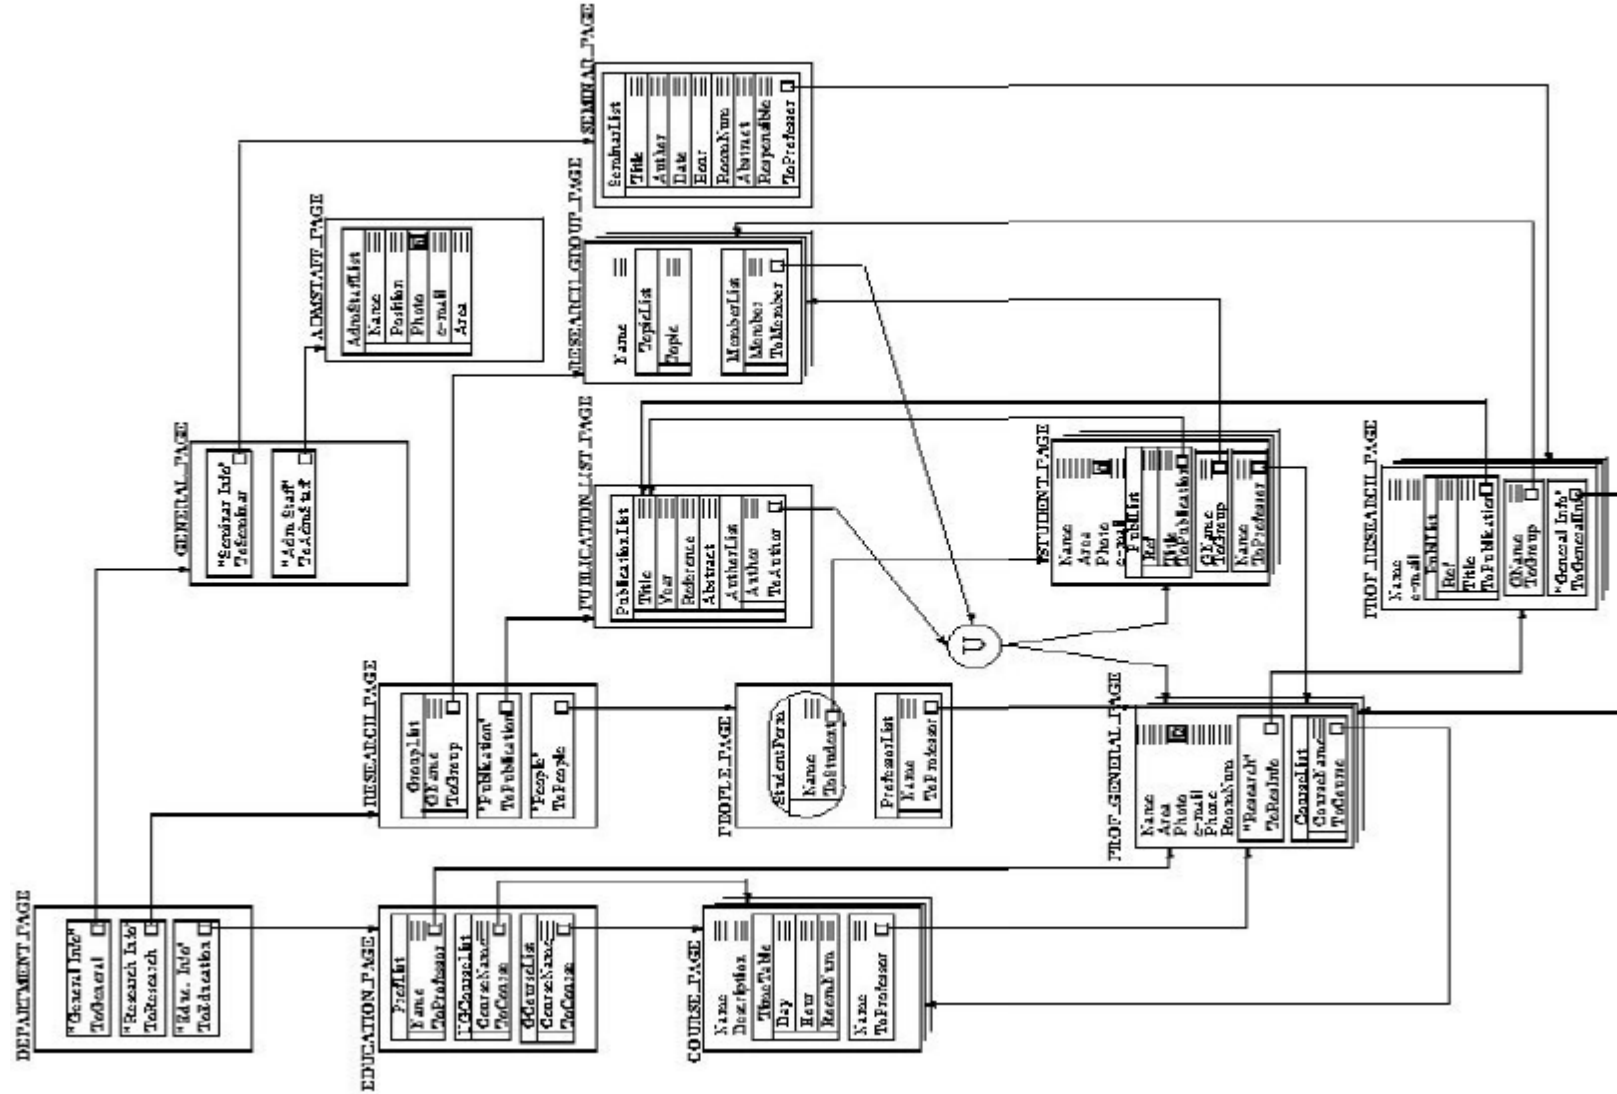 DEPARTMENT_PAGE
"General Info"
ToGeneral
"Research Info"
ToResearch
"Educ. Info"
ToEducation
GENERAL_PAGE
"Seminar Info"
ToSeminar
"Adm Staff"
ToAdmStaff
ADMSTAFF_PAGE
AdmStaffList
Name
Position
Photo
e-mail
Area
SEMINAR_PAGE
SeminarList
Title
Author
Date
Hour
RoomNum
Abstract
Responsible
ToProfessor
RESEARCH_PAGE
GroupList
GName
ToGroup
"Publication"
ToPublication
"People"
ToPeople
PUBLICATION_LIST_PAGE
PublicationList
Title
Year
Reference
Abstract
AuthorList
Author
ToAuthor
RESEARCH_GROUP_PAGE
Name
TopicList
Topic
MemberList
Member
ToMember
EDUCATION_PAGE
ProfList
Name
ToProfessor
UGCourseList
CourseName
ToCourse
GCourseList
CourseName
ToCourse
PEOPLE_PAGE
StudentForm
Name
ToStudent
ProfessorList
Name
ToProfessor
U
COURSE_PAGE
Name
Description
TimeTable
Day
Hour
RoomNum
Name
ToProfessor
PROF_GENERAL_PAGE
Name
Area
Photo
e-mail
Phone
RoomNum
"Research"
ToResInfo
CourseList
CourseName
ToCourse
Name
Area
Photo
e-mail
PublList
Ref
Title
ToPublication
GName
ToGroup
Name
ToProfessor
PROF_RESEARCH_PAGE
Name
e-mail
PublList
Ref
Title
ToPublication
GName
ToGroup
"General Info"
ToGeneralInfo